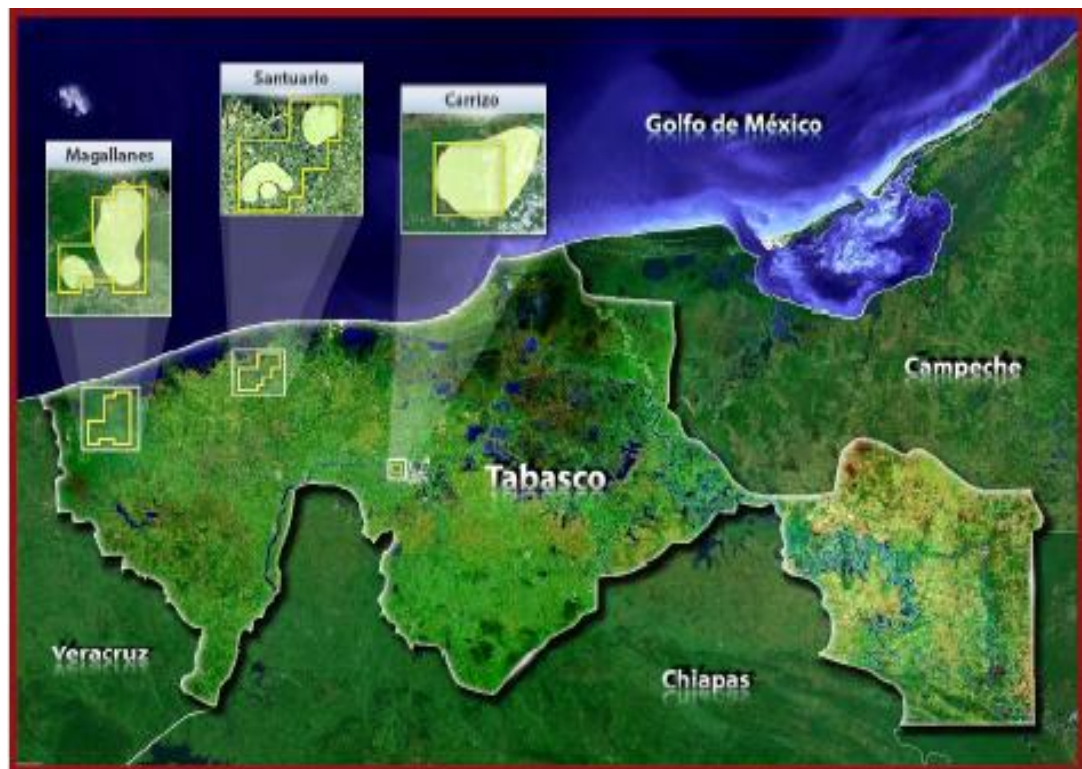 Santuario
Carrizo
Magallanes
Golfo de México
Campeche
Tabasco
Veracruz
Chiapas